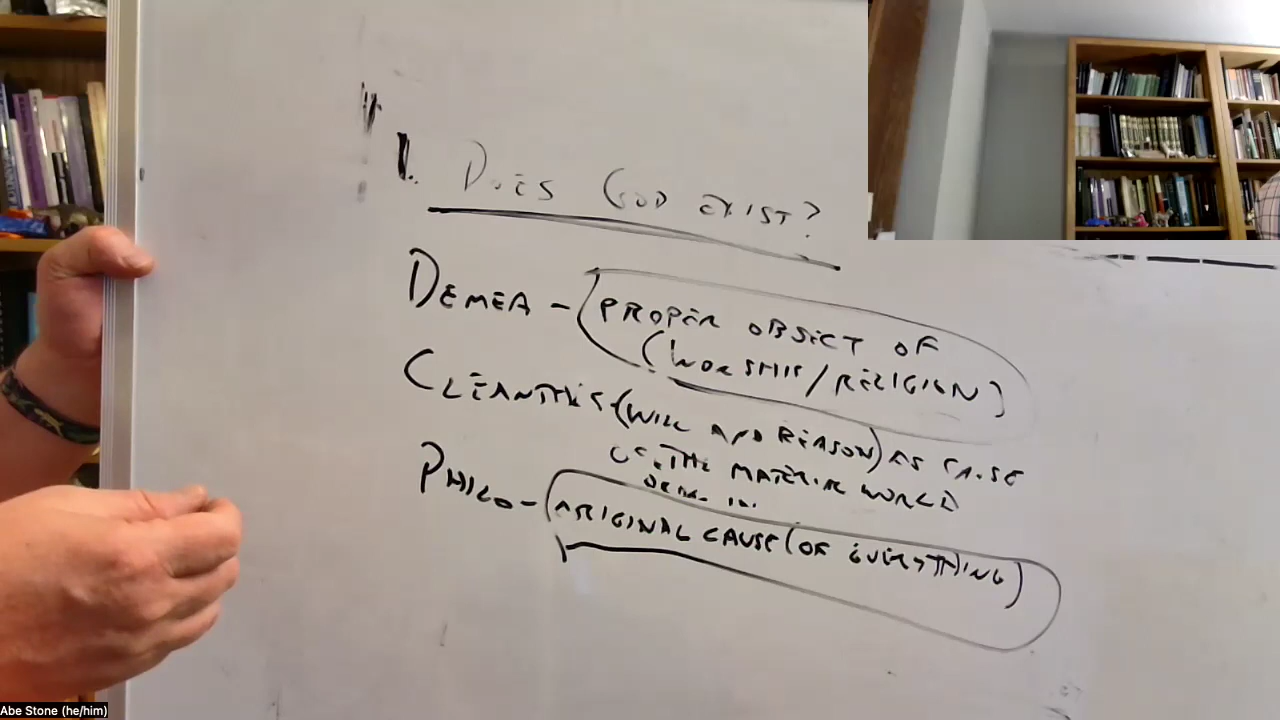 1. DOES GOD EXIST?
DEMEA - (PROPER OBJECT OF
(WORSHIP/RELIGION)
CLEANTHES - (WILL AND REASON) AS CAUSE
OF THE MATERIAL WORLD
PHILO - ORIGINAL CAUSE (OF EVERYTHING)
Abe Stone (he/him)